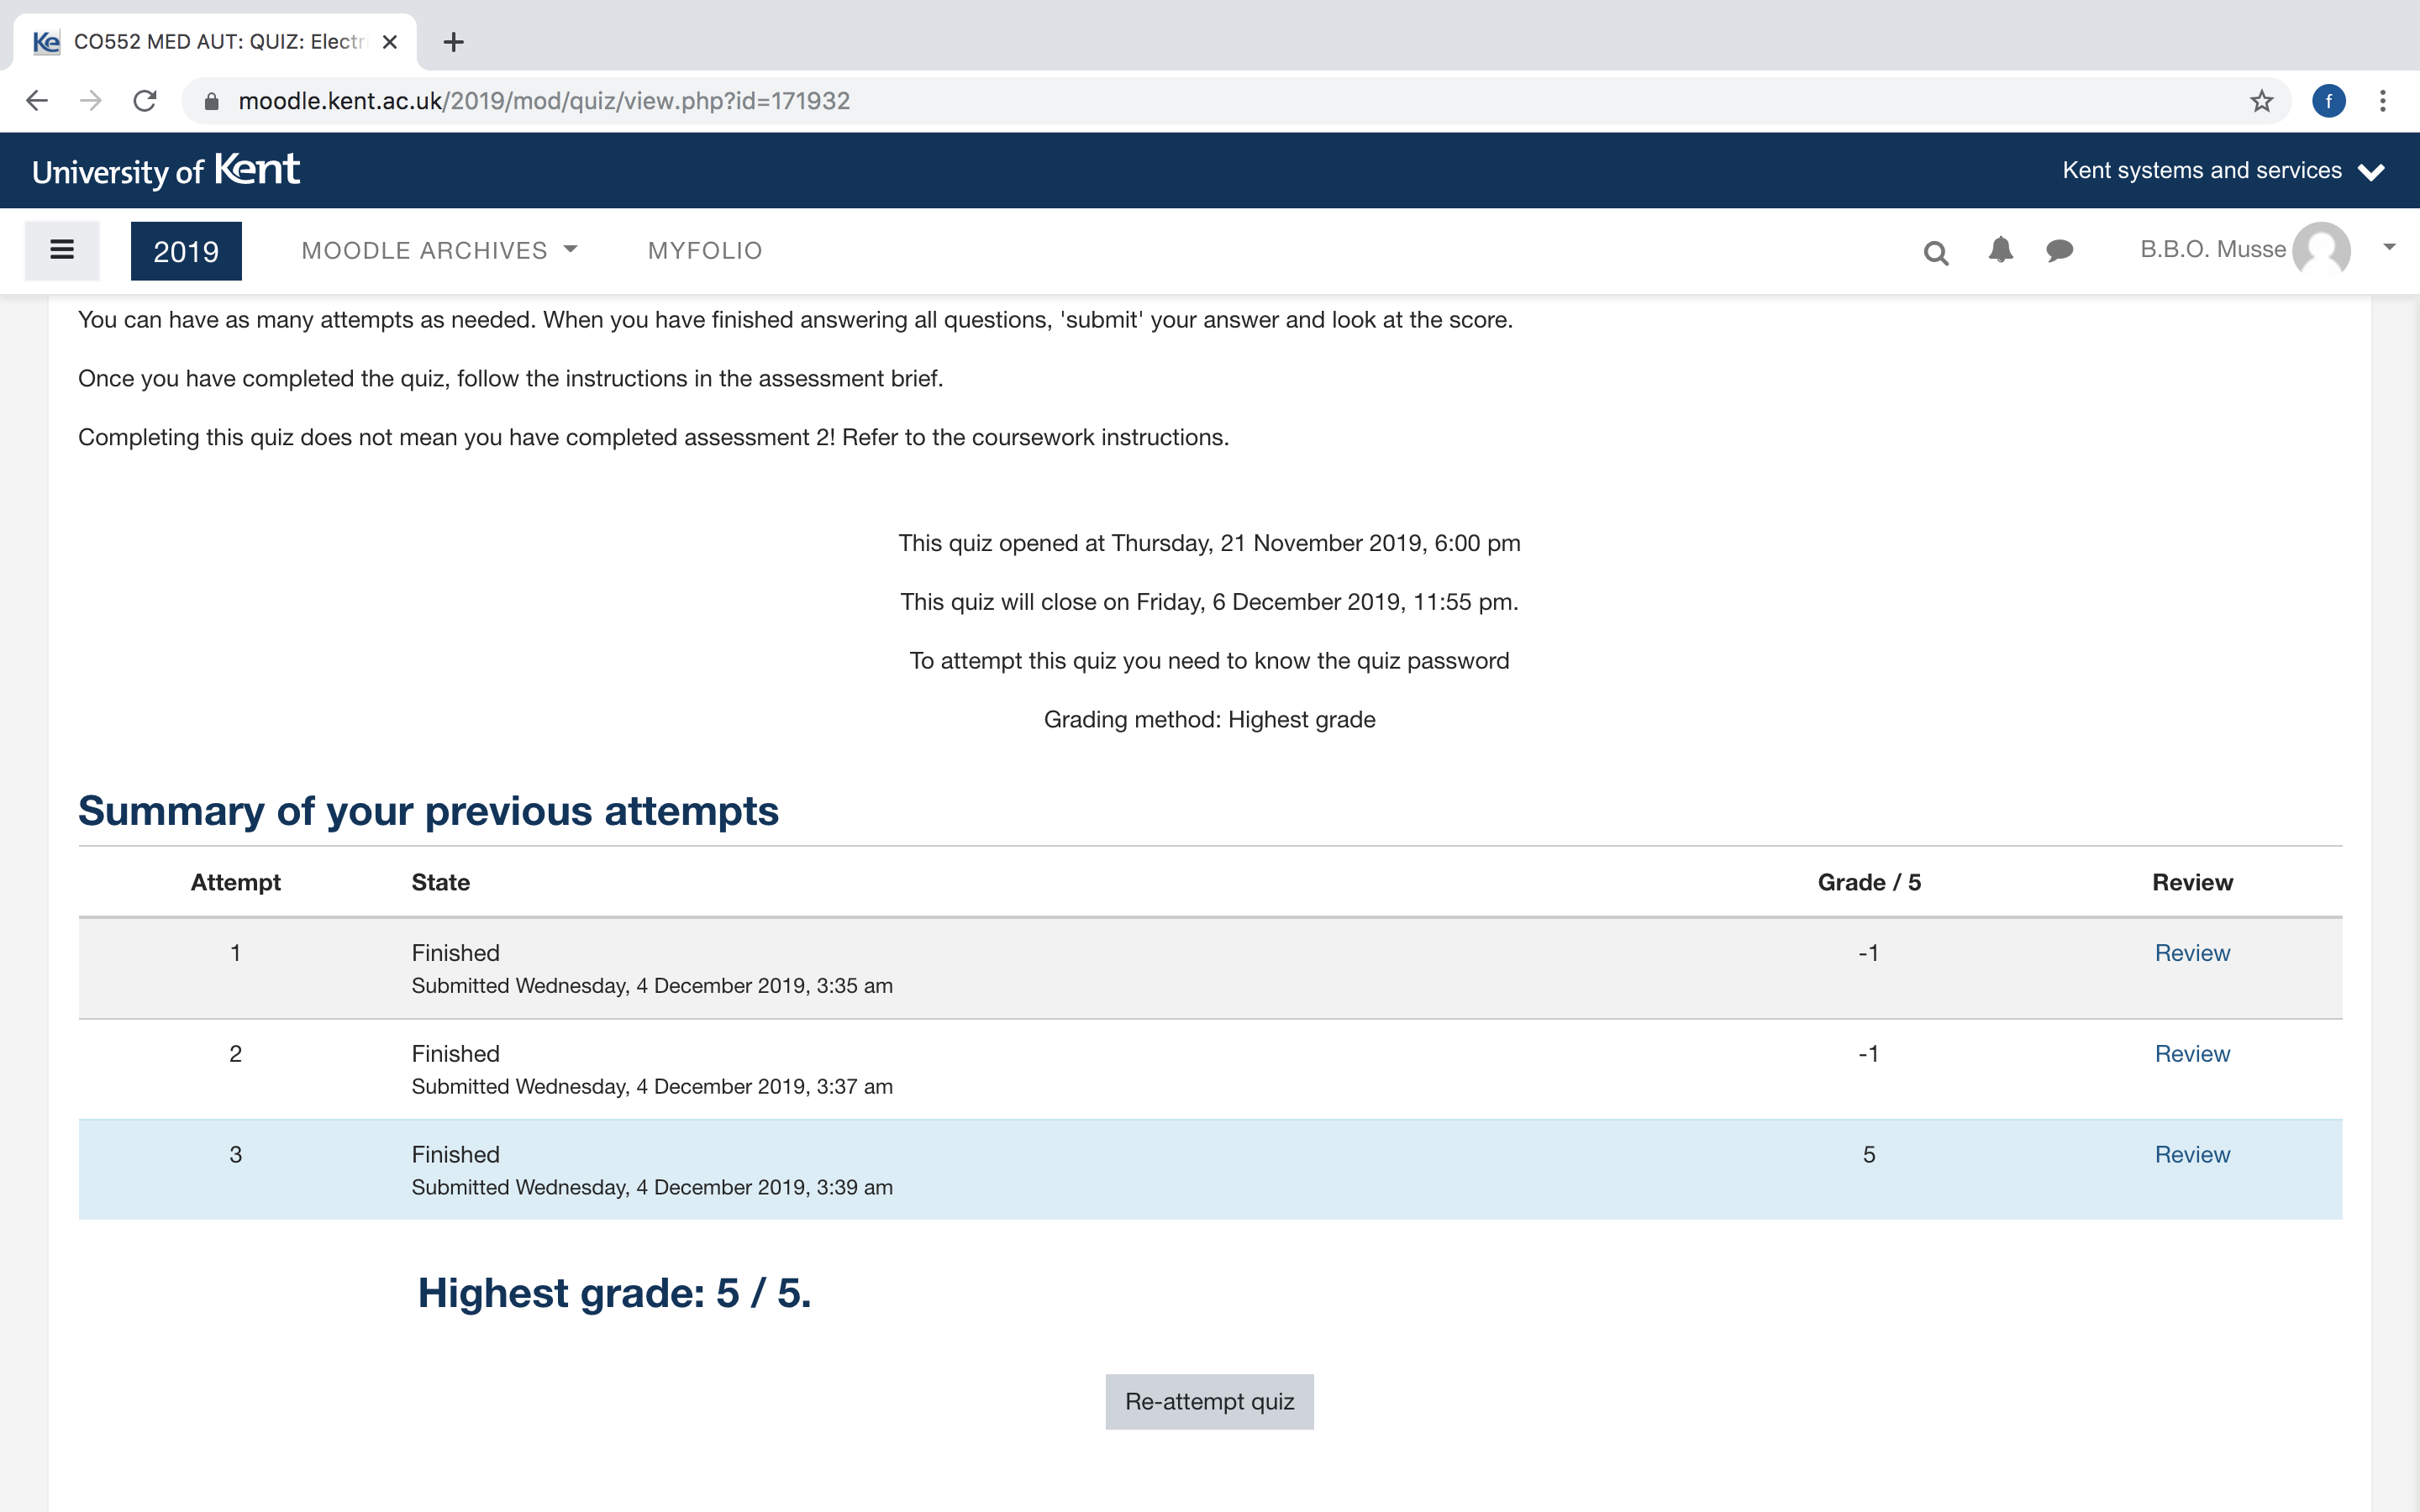 CO552 MED AUT: QUIZ: Electr
moodle.kent.ac.uk/2019/mod/quiz/view.php?id=171932
f
University of Kent
Kent systems and services
2019
MOODLE ARCHIVES
MYFOLIO
B.B.O. Musse
You can have as many attempts as needed. When you have finished answering all questions, 'submit' your answer and look at the score.
Once you have completed the quiz, follow the instructions in the assessment brief.
Completing this quiz does not mean you have completed assessment 2! Refer to the coursework instructions.
This quiz opened at Thursday, 21 November 2019, 6:00 pm
This quiz will close on Friday, 6 December 2019, 11:55 pm.
To attempt this quiz you need to know the quiz password
Grading method: Highest grade
Summary of your previous attempts
Attempt State Grade / 5 Review
1 Finished -1 Review
Submitted Wednesday, 4 December 2019, 3:35 am
2 Finished -1 Review
Submitted Wednesday, 4 December 2019, 3:37 am
3 Finished 5 Review
Submitted Wednesday, 4 December 2019, 3:39 am
Highest grade: 5 / 5.
Re-attempt quiz